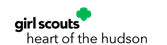 girl scouts
heart of the hudson